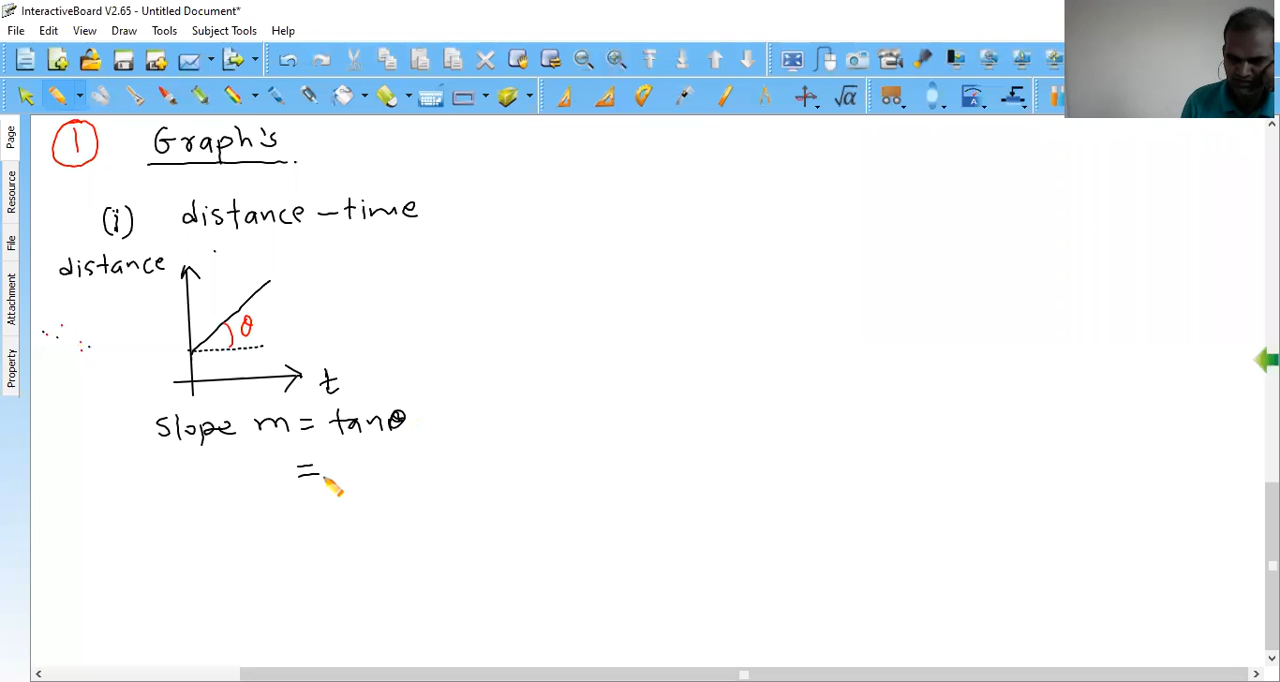 InteractiveBoard V2.65 - Untitled Document*
File Edit View Draw Tools Subject Tools Help
Page
Resource
File
Attachment
Property
√α
A
1 Graph's
(i) distance - time
distance
θ
t
slope m = tanθ
=